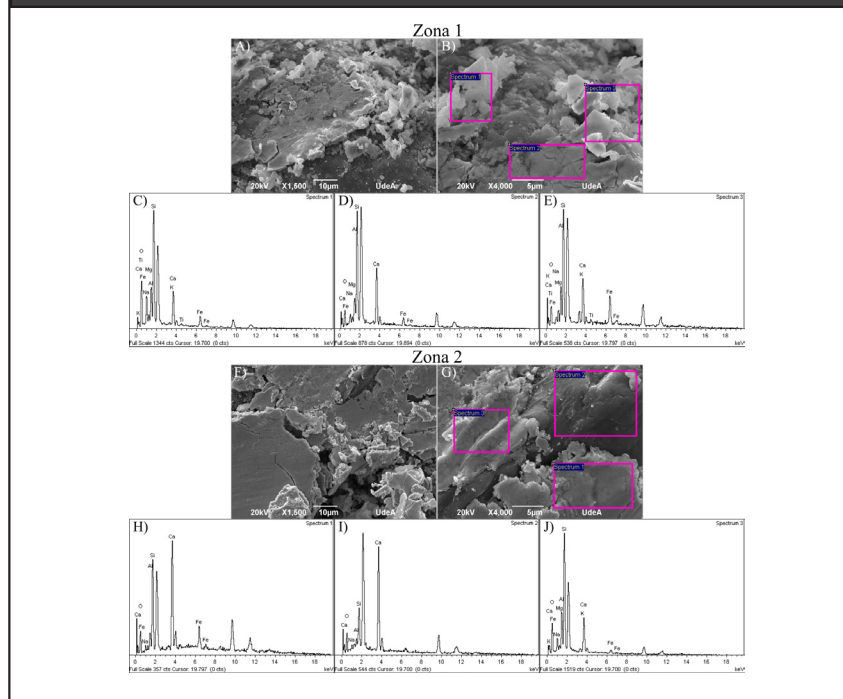 Zona 1
A)
B)
Spectrum 1
Spectrum 3
Spectrum 2
20kV X1,500 10µm UdeA
20kV X4,000 5µm UdeA
C)
Spectrum 1
Si
O
Ti
Ca Mg
Fe
Al
Na
K
Ca
K
Ti
Fe
Fe
0 2 4 6 8 10 12 14 16 18
Full Scale 1344 cts Cursor: 19.700 (0 cts) keV
D)
Spectrum 2
Si
Al
Ca
O
Mg
Ca
Na
Fe
Fe
Fe
0 2 4 6 8 10 12 14 16 18
Full Scale 878 cts Cursor: 19.894 (0 cts) keV
E)
Spectrum 3
Si
Al
O
K Na
Ca Mg
Ti Fe
Ca
K
Fe
Ti
Fe
0 2 4 6 8 10 12 14 16 18
Full Scale 538 cts Cursor: 19.797 (0 cts) keV
Zona 2
F)
G)
Spectrum 2
Spectrum 3
Spectrum 1
20kV X1,500 10µm UdeA
20kV X4,000 5µm UdeA
H)
Spectrum 1
Ca
Si
Al
O
Ca
Fe
Na
Fe
Fe
0 2 4 6 8 10 12 14 16 18
Full Scale 357 cts Cursor: 19.797 (0 cts) keV
I)
Spectrum 2
Ca
Si
O
Ca
Al
Na
0 2 4 6 8 10 12 14 16 18
Full Scale 544 cts Cursor: 19.700 (0 cts) keV
J)
Spectrum 3
Si
Al
O
Ca Mg
Fe
Na
K
Ca
K
Fe
Fe
0 2 4 6 8 10 12 14 16 18
Full Scale 1519 cts Cursor: 19.700 (0 cts) keV